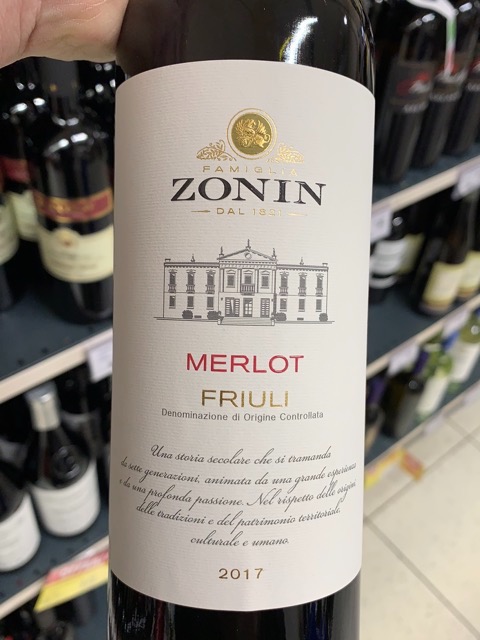 FAMIGLIA
ZONIN
DAL 1821
MERLOT
FRIULI
Denominazione di Origine Controllata
Una storia secolare che si tramanda
da sette generazioni, animata da una grande esperienza
e da una profonda passione. Nel rispetto delle origini,
delle tradizioni e del patrimonio territoriale,
culturale e umano.
2017